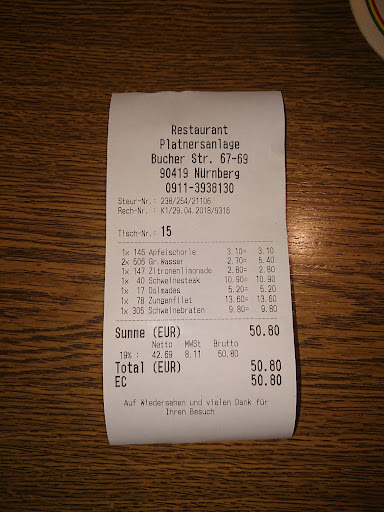 Restaurant
Platnersanlage
Bucher Str. 67-69
90419 Nürnberg
0911-3938130
Steur-Nr.: 238/254/21106
Rech-Nr.: K1/29.04.2018/9316
Tisch-Nr.: 15
1x 145 Apfelschorle 3.10= 3.10
2x 506 Gr.Wasser 2.70= 5.40
1x 147 Zitronenlimonade 2.80= 2.80
1x 40 Schweinesteak 10.90= 10.90
1x 17 Dolmades 5.20= 5.20
1x 78 Zungenfilet 13.60= 13.60
1x 305 Schweinebraten 9.80= 9.80
Summe (EUR) 50.80
Netto MWSt Brutto
19% : 42.69 8.11 50.80
Total (EUR) 50.80
EC 50.80
Auf Wiedersehen und vielen Dank für
Ihren Besuch